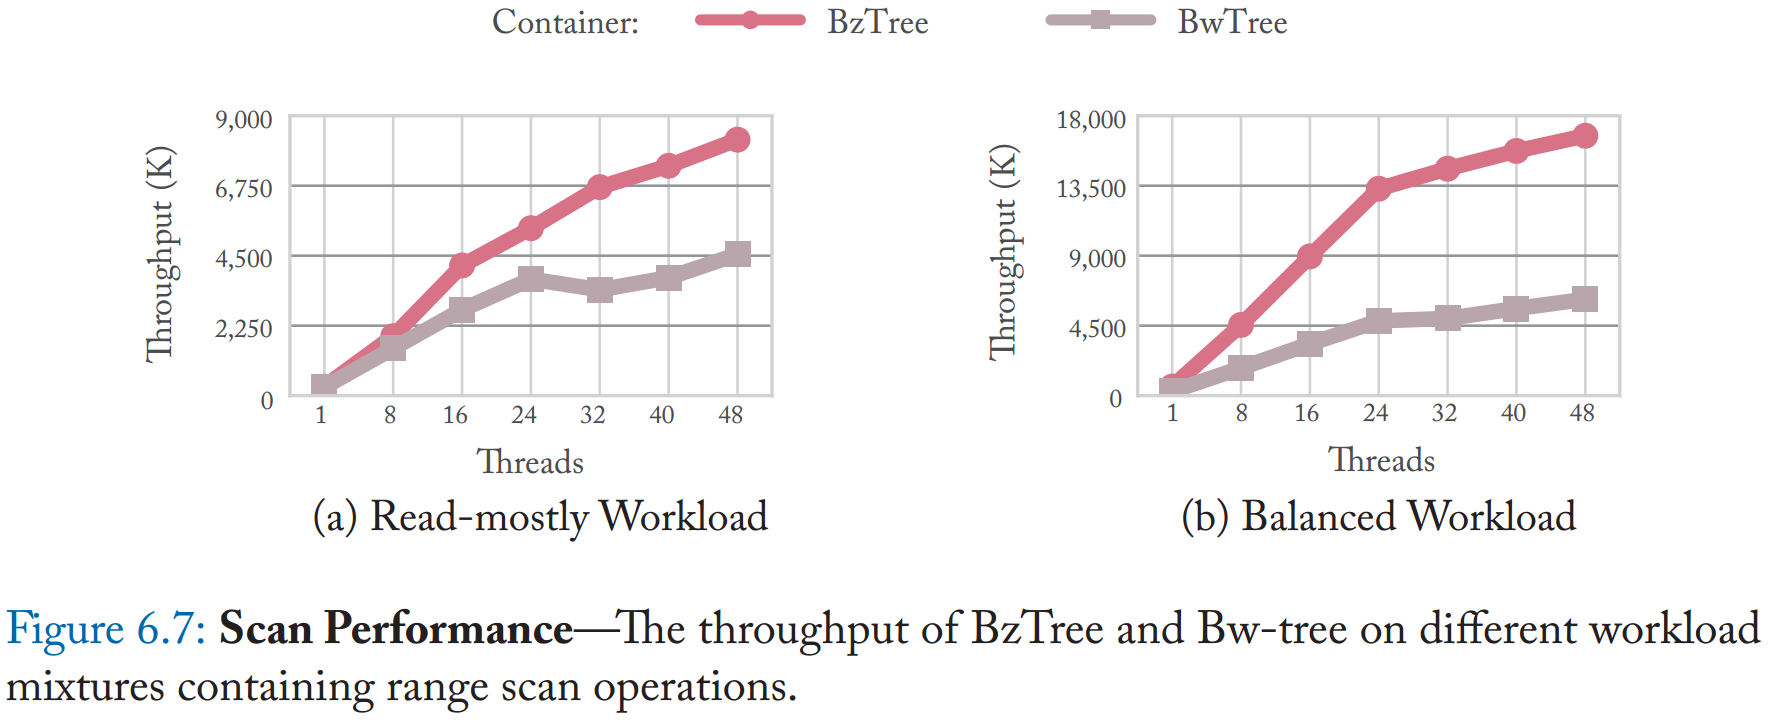 Container: BzTree BwTree
Throughput (K)
9,000
6,750
4,500
2,250
0
1 8 16 24 32 40 48
Threads
(a) Read-mostly Workload
Throughput (K)
18,000
13,500
9,000
4,500
0
1 8 16 24 32 40 48
Threads
(b) Balanced Workload
Figure 6.7: Scan Performance—The throughput of BzTree and Bw-tree on different workload
mixtures containing range scan operations.